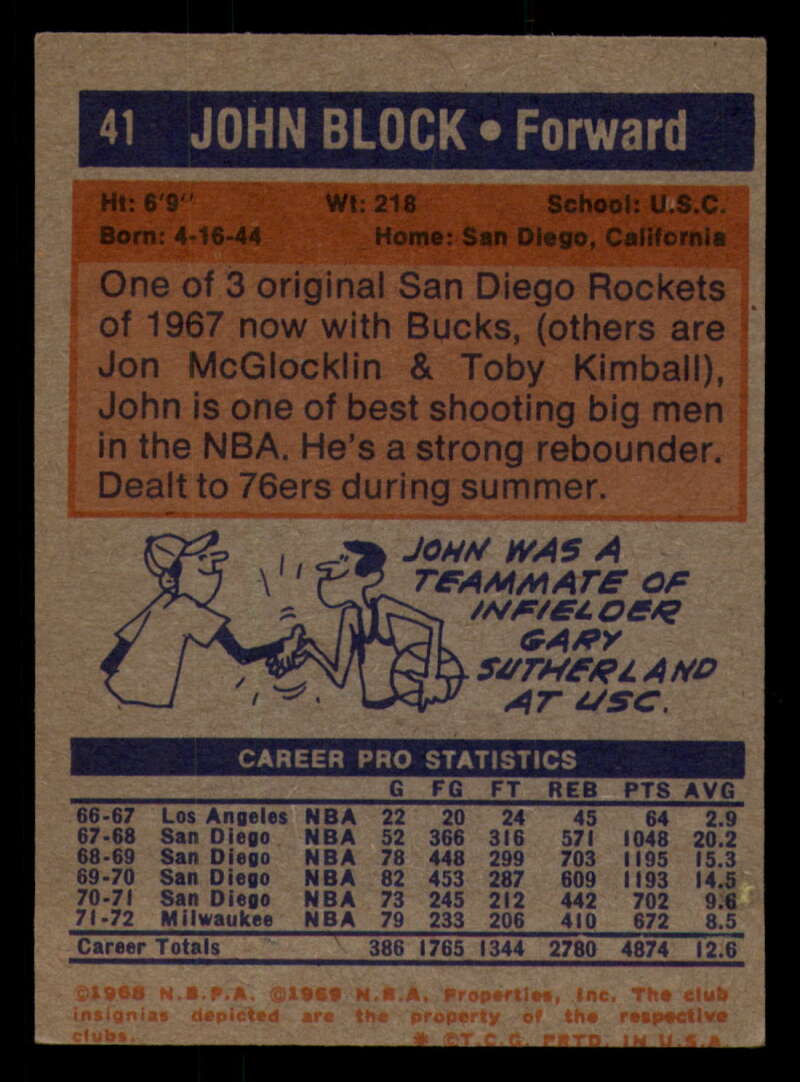 41 JOHN BLOCK • Forward
Ht: 6'9" Wt: 218 School: U.S.C.
Born: 4-16-44 Home: San Diego, California
One of 3 original San Diego Rockets
of 1967 now with Bucks, (others are
Jon McGlocklin & Toby Kimball),
John is one of best shooting big men
in the NBA. He's a strong rebounder.
Dealt to 76ers during summer.
JOHN WAS A
TEAMMATE OF
INFIELDER
GARY
SUTHERLAND
AT USC.
CAREER PRO STATISTICS
G FG FT REB PTS AVG
66-67 Los Angeles NBA 22 20 24 45 64 2.9
67-68 San Diego NBA 52 366 316 571 1048 20.2
68-69 San Diego NBA 78 448 299 703 1195 15.3
69-70 San Diego NBA 82 453 287 609 1193 14.5
70-71 San Diego NBA 73 245 212 442 702 9.6
71-72 Milwaukee NBA 79 233 206 410 672 8.5
Career Totals 386 1765 1344 2780 4874 12.6
©1968 N.B.P.A. ©1969 N.B.A. Properties, Inc. The club
insignias depicted are the property of the respective
clubs. * ©T.C.G. PRTD. IN U.S.A.